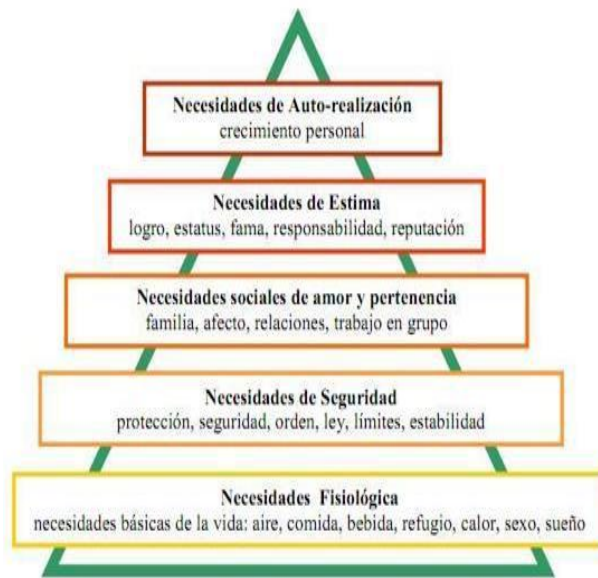 Necesidades de Auto-realización
crecimiento personal
Necesidades de Estima
logro, estatus, fama, responsabilidad, reputación
Necesidades sociales de amor y pertenencia
familia, afecto, relaciones, trabajo en grupo
Necesidades de Seguridad
protección, seguridad, orden, ley, límites, estabilidad
Necesidades Fisiológica
necesidades básicas de la vida: aire, comida, bebida, refugio, calor, sexo, sueño